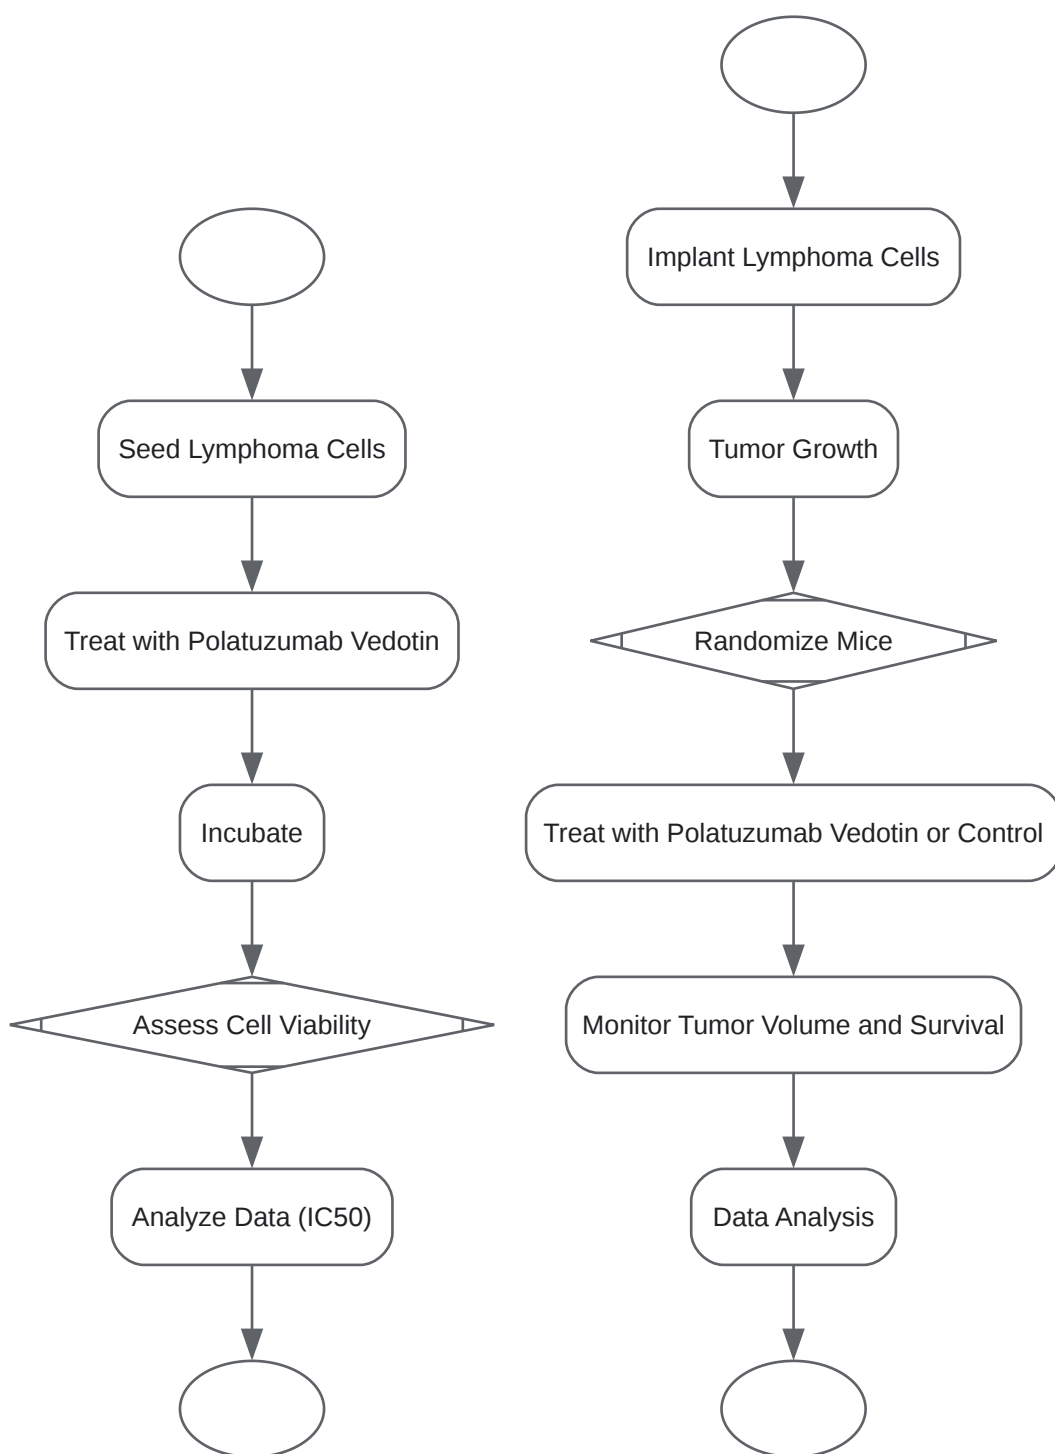 Seed Lymphoma Cells
Treat with Polatuzumab Vedotin
Incubate
Assess Cell Viability
Analyze Data (IC50)
Implant Lymphoma Cells
Tumor Growth
Randomize Mice
Treat with Polatuzumab Vedotin or Control
Monitor Tumor Volume and Survival
Data Analysis